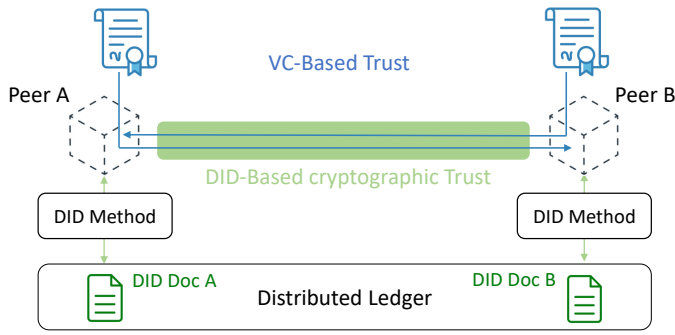 VC-Based Trust
Peer A
Peer B
DID-Based cryptographic Trust
DID Method
DID Method
DID Doc A
DID Doc B
Distributed Ledger